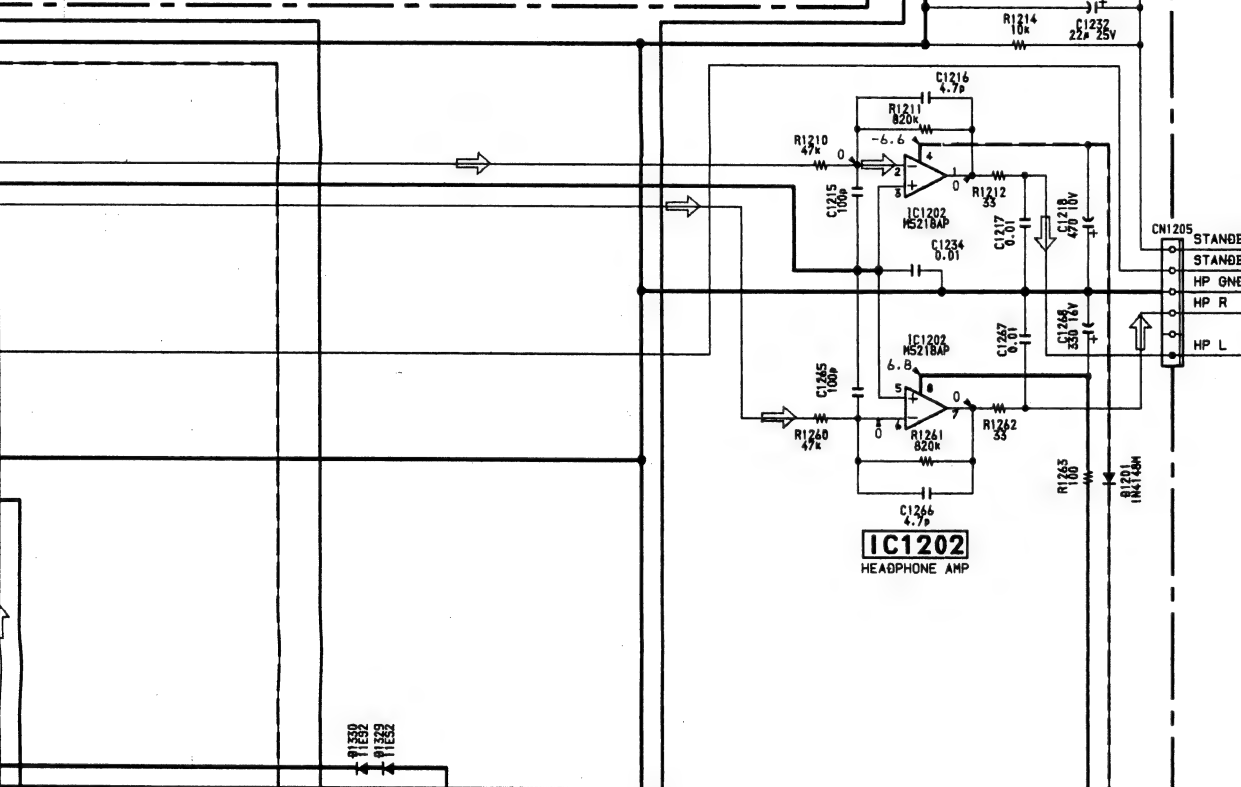 R1214
10k
C1232
22µ 25V
C1216
4.7p
R1211
820k
R1210
47k
0
-6.6
4
2
3
1
0
R1212
33
C1215
100p
IC1202
M5218AP
C1234
0.01
C1217
0.01
C1218
470 10V
+
CN1205
STANDB
STANDB
HP GND
HP R
HP L
C1267
0.01
C1268
330 16V
+
IC1202
M5218AP
6.8
8
C1265
100p
5
6
7
0
0
R1260
47k
R1261
820k
R1262
33
C1266
4.7p
R1263
100
D1201
1N4148M
IC1202
HEADPHONE AMP
D1330
11ES2
D1329
11ES2